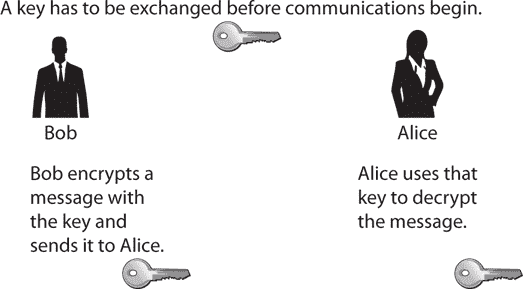 A key has to be exchanged before communications begin.
Bob
Alice
Bob encrypts a
message with
the key and
sends it to Alice.
Alice uses that
key to decrypt
the message.